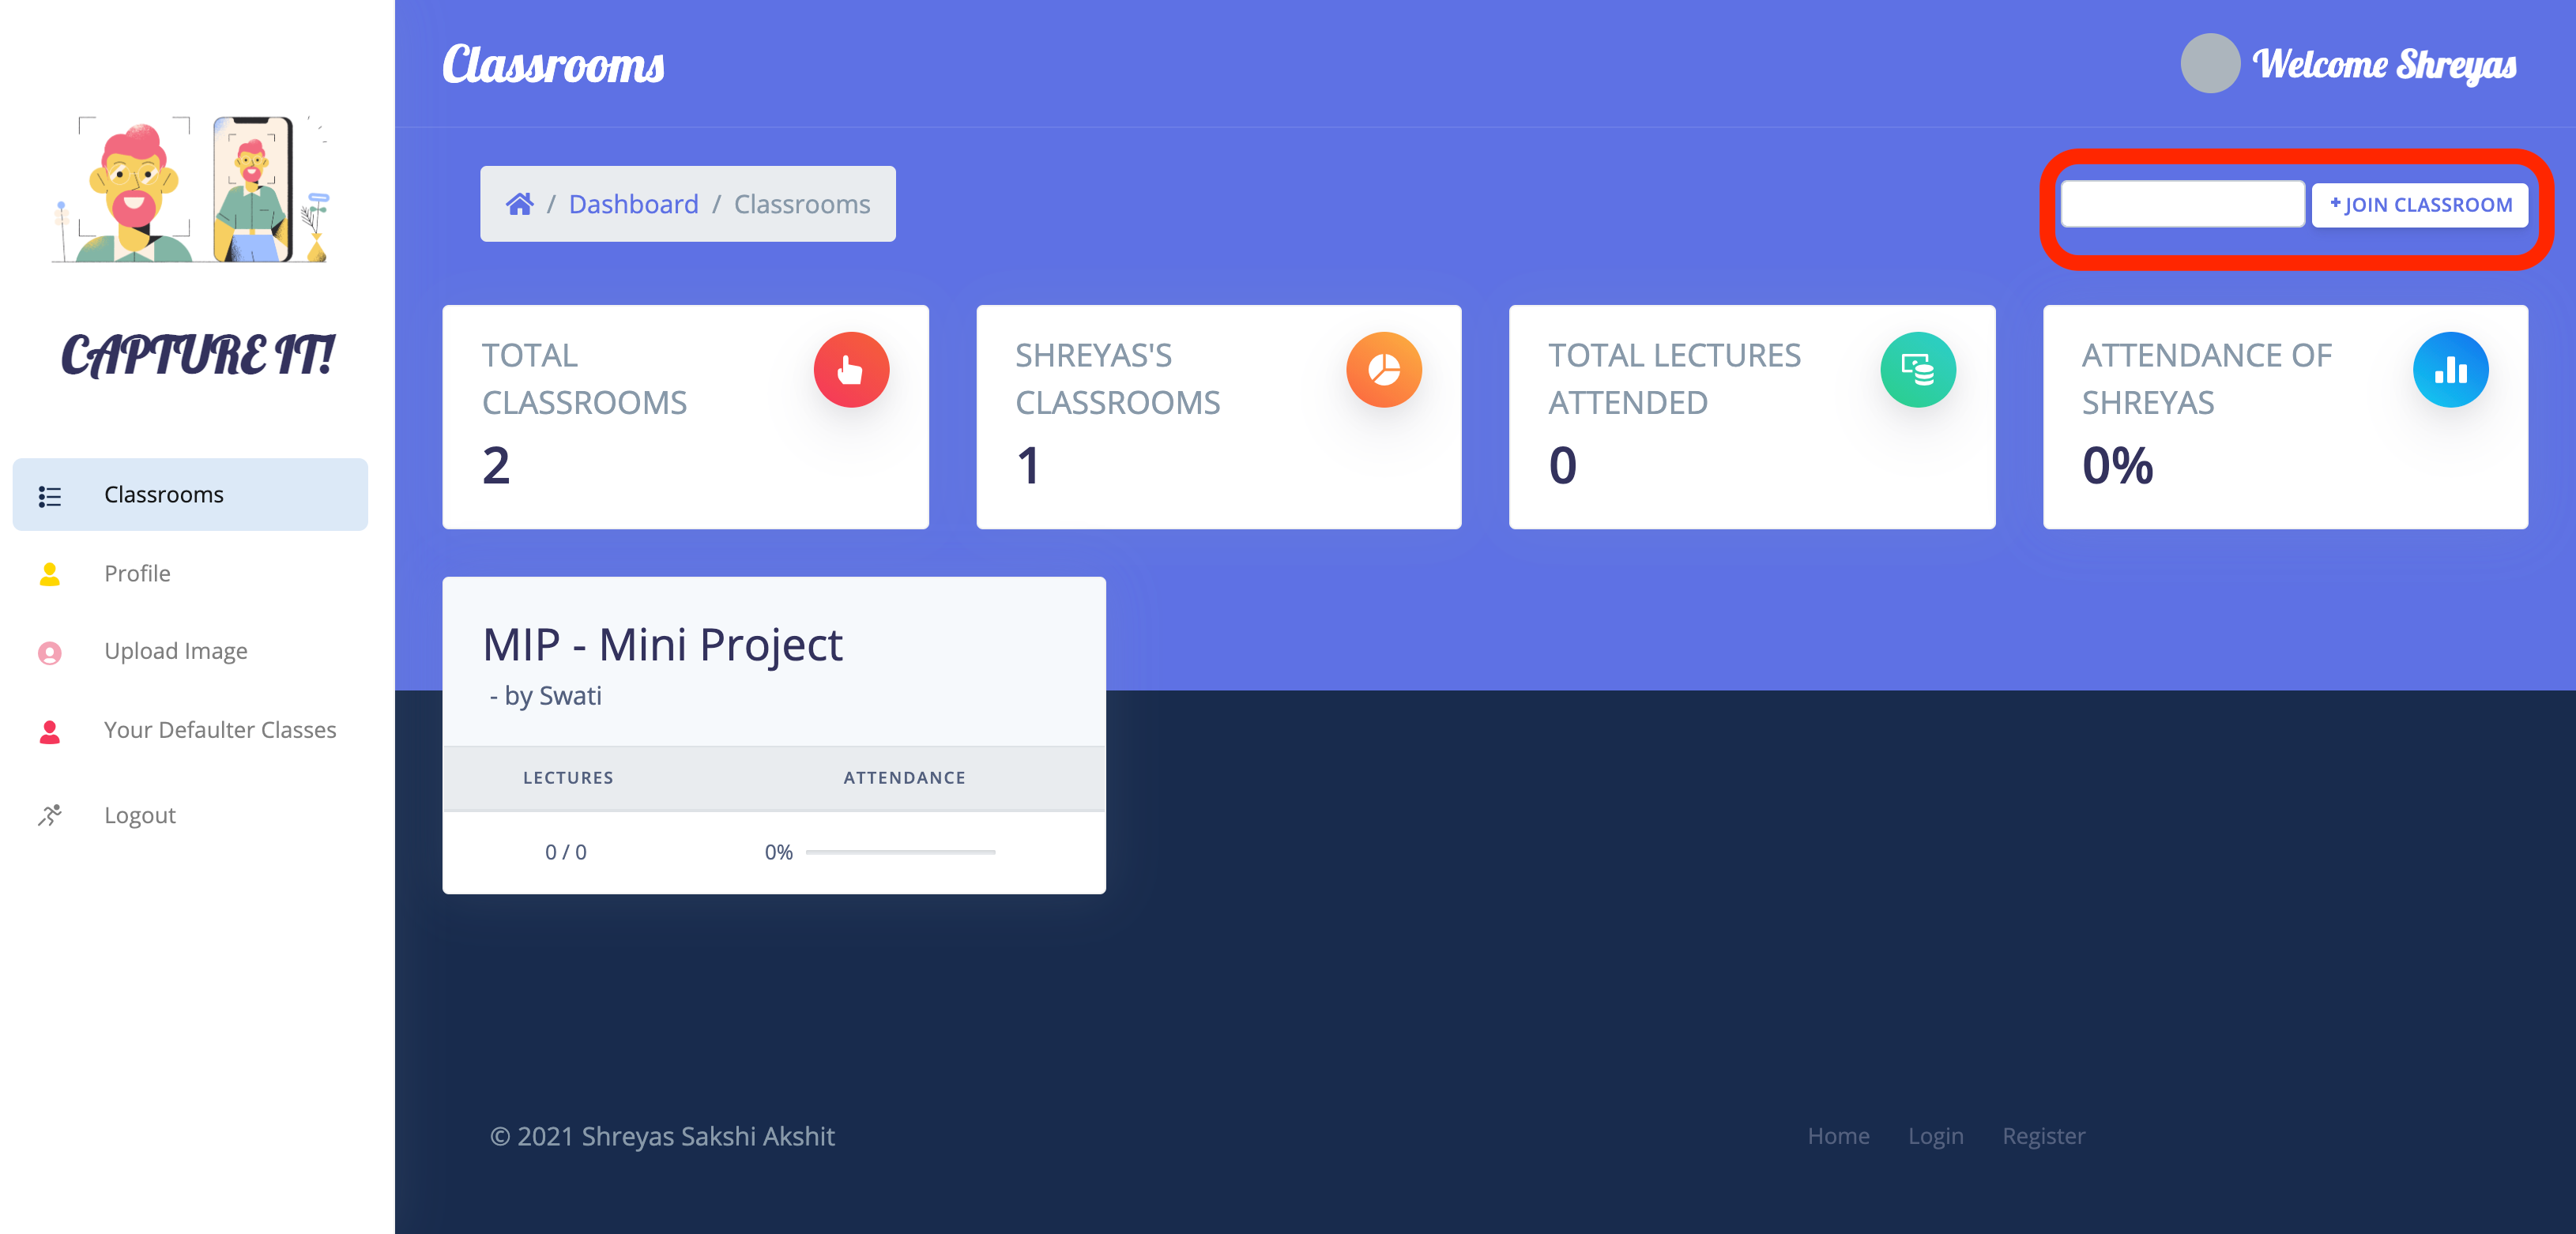 Classrooms
Welcome Shreyas
/ Dashboard / Classrooms
+ JOIN CLASSROOM
CAPTURE IT!
Classrooms
Profile
Upload Image
Your Defaulter Classes
Logout
TOTAL
CLASSROOMS
2
SHREYAS'S
CLASSROOMS
1
TOTAL LECTURES
ATTENDED
0
ATTENDANCE OF
SHREYAS
0%
MIP - Mini Project
- by Swati
LECTURES ATTENDANCE
0 / 0 0%
© 2021 Shreyas Sakshi Akshit
Home Login Register